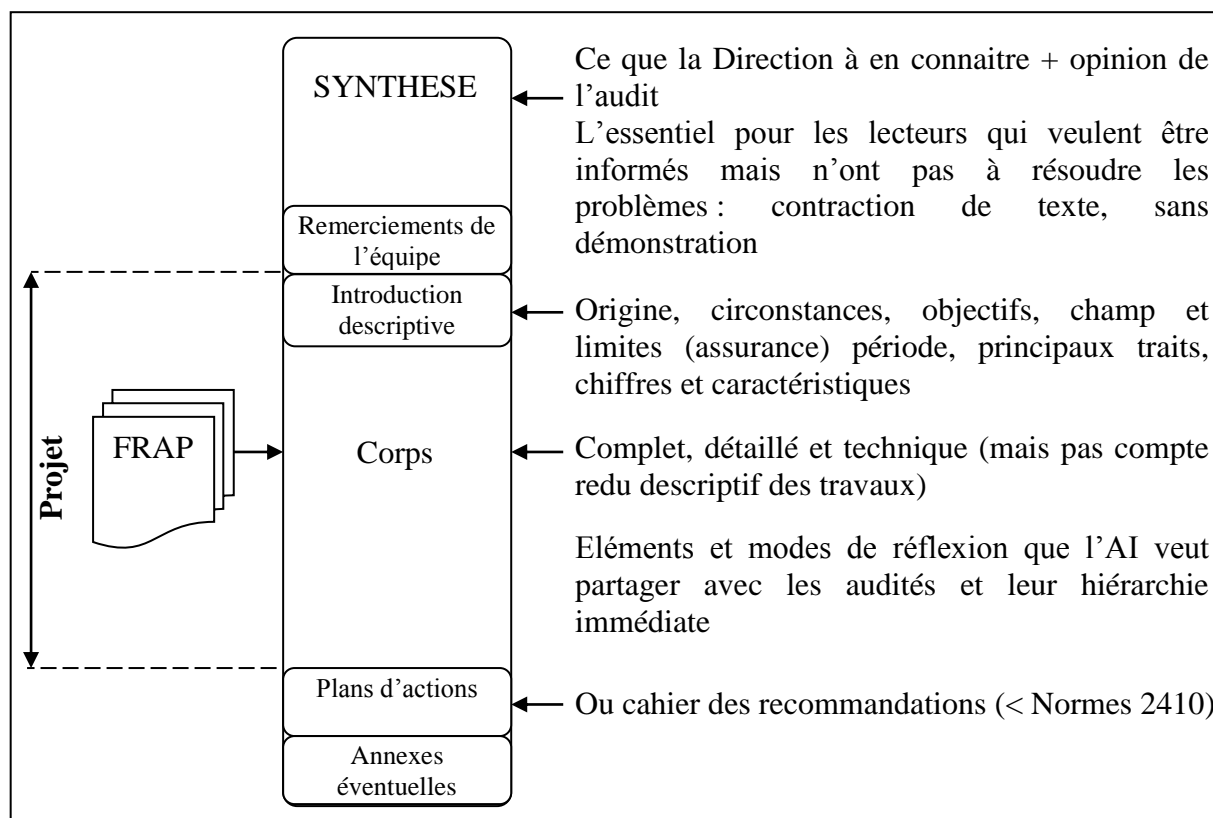 SYNTHESE
Ce que la Direction à en connaitre + opinion de
l’audit
L’essentiel pour les lecteurs qui veulent être
informés mais n’ont pas à résoudre les
problèmes : contraction de texte, sans
démonstration
Remerciements de
l’équipe
Introduction
descriptive
Origine, circonstances, objectifs, champ et
limites (assurance) période, principaux traits,
chiffres et caractéristiques
Projet
FRAP
Corps
Complet, détaillé et technique (mais pas compte
redu descriptif des travaux)
Eléments et modes de réflexion que l’AI veut
partager avec les audités et leur hiérarchie
immédiate
Plans d’actions
Ou cahier des recommandations (< Normes 2410)
Annexes
éventuelles